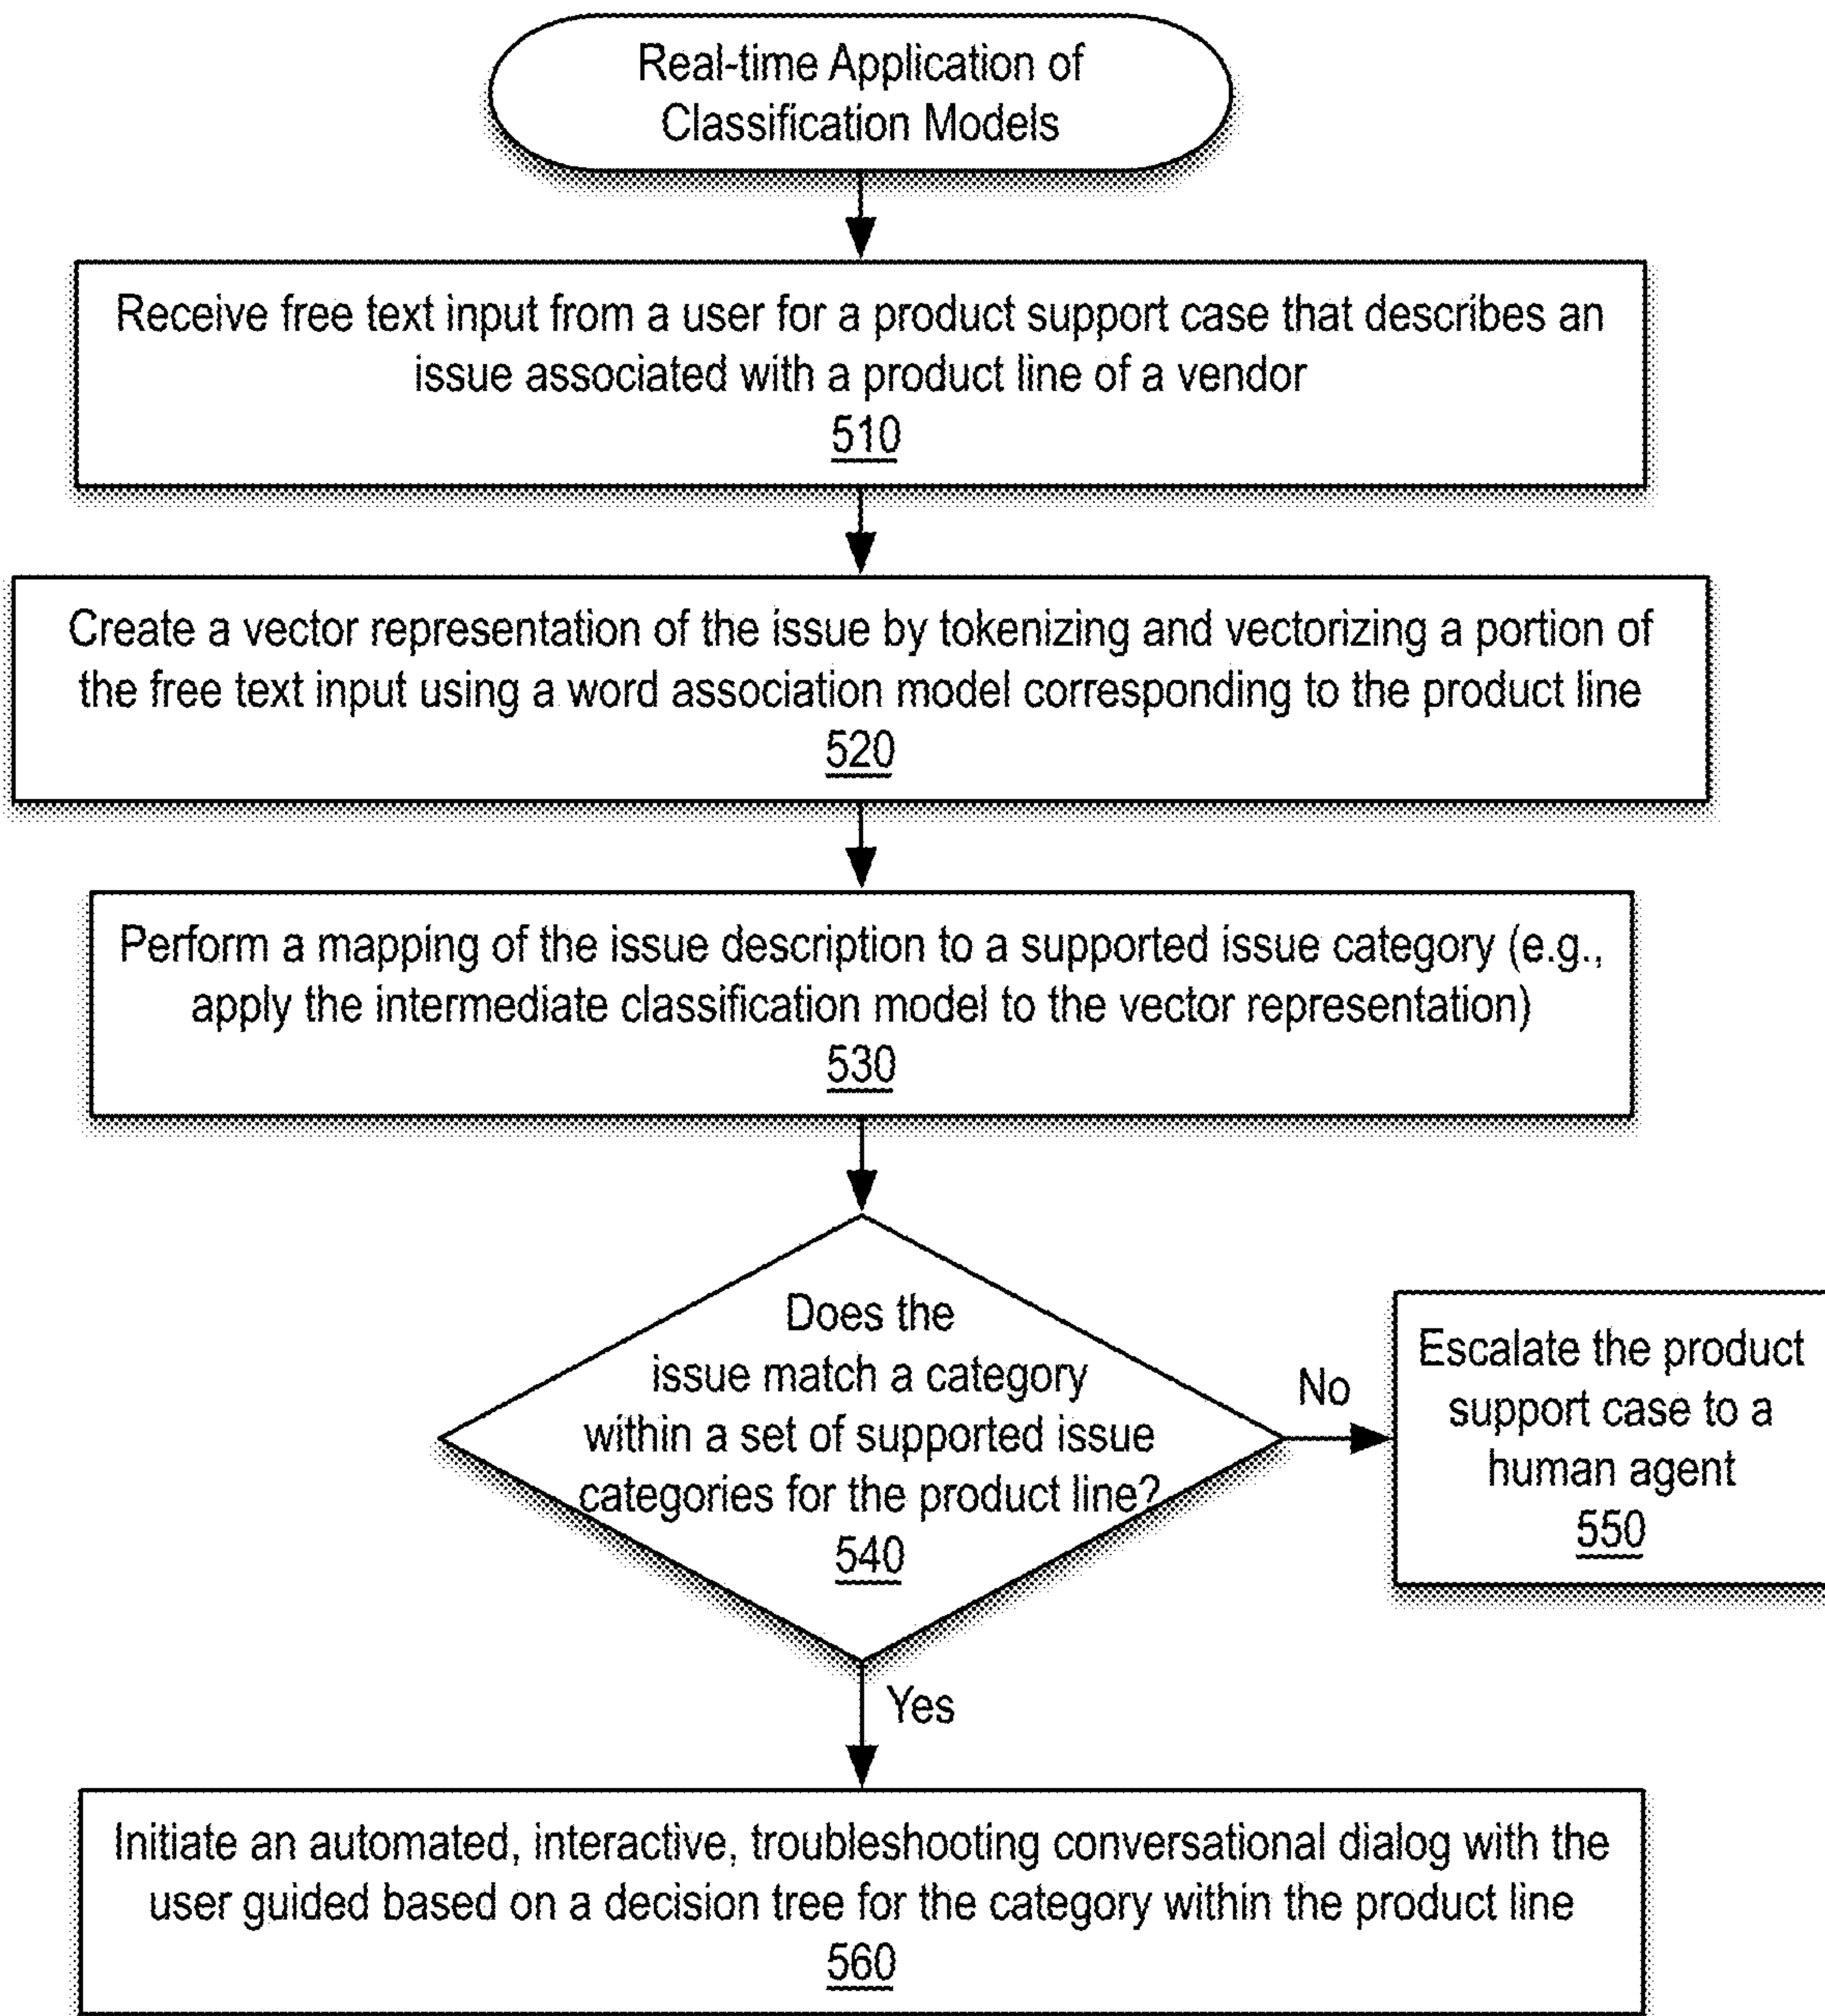 Real-time Application of
Classification Models
Receive free text input from a user for a product support case that describes an
issue associated with a product line of a vendor
510
Create a vector representation of the issue by tokenizing and vectorizing a portion of
the free text input using a word association model corresponding to the product line
520
Perform a mapping of the issue description to a supported issue category (e.g.,
apply the intermediate classification model to the vector representation)
530
Does the
issue match a category
within a set of supported issue
categories for the product line?
540
No
Escalate the product
support case to a
human agent
550
Yes
Initiate an automated, interactive, troubleshooting conversational dialog with the
user guided based on a decision tree for the category within the product line
560